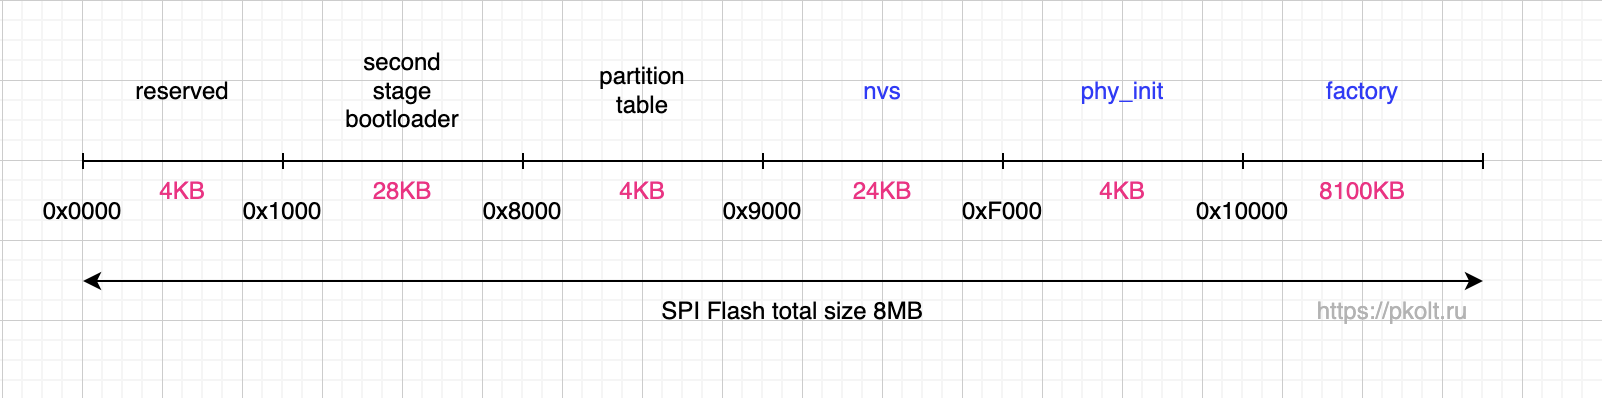 reserved
second
stage
bootloader
partition
table
nvs
phy_init
factory
4KB
28KB
4KB
24KB
4KB
8100KB
0x0000
0x1000
0x8000
0x9000
0xF000
0x10000
SPI Flash total size 8MB
https://pkolt.ru